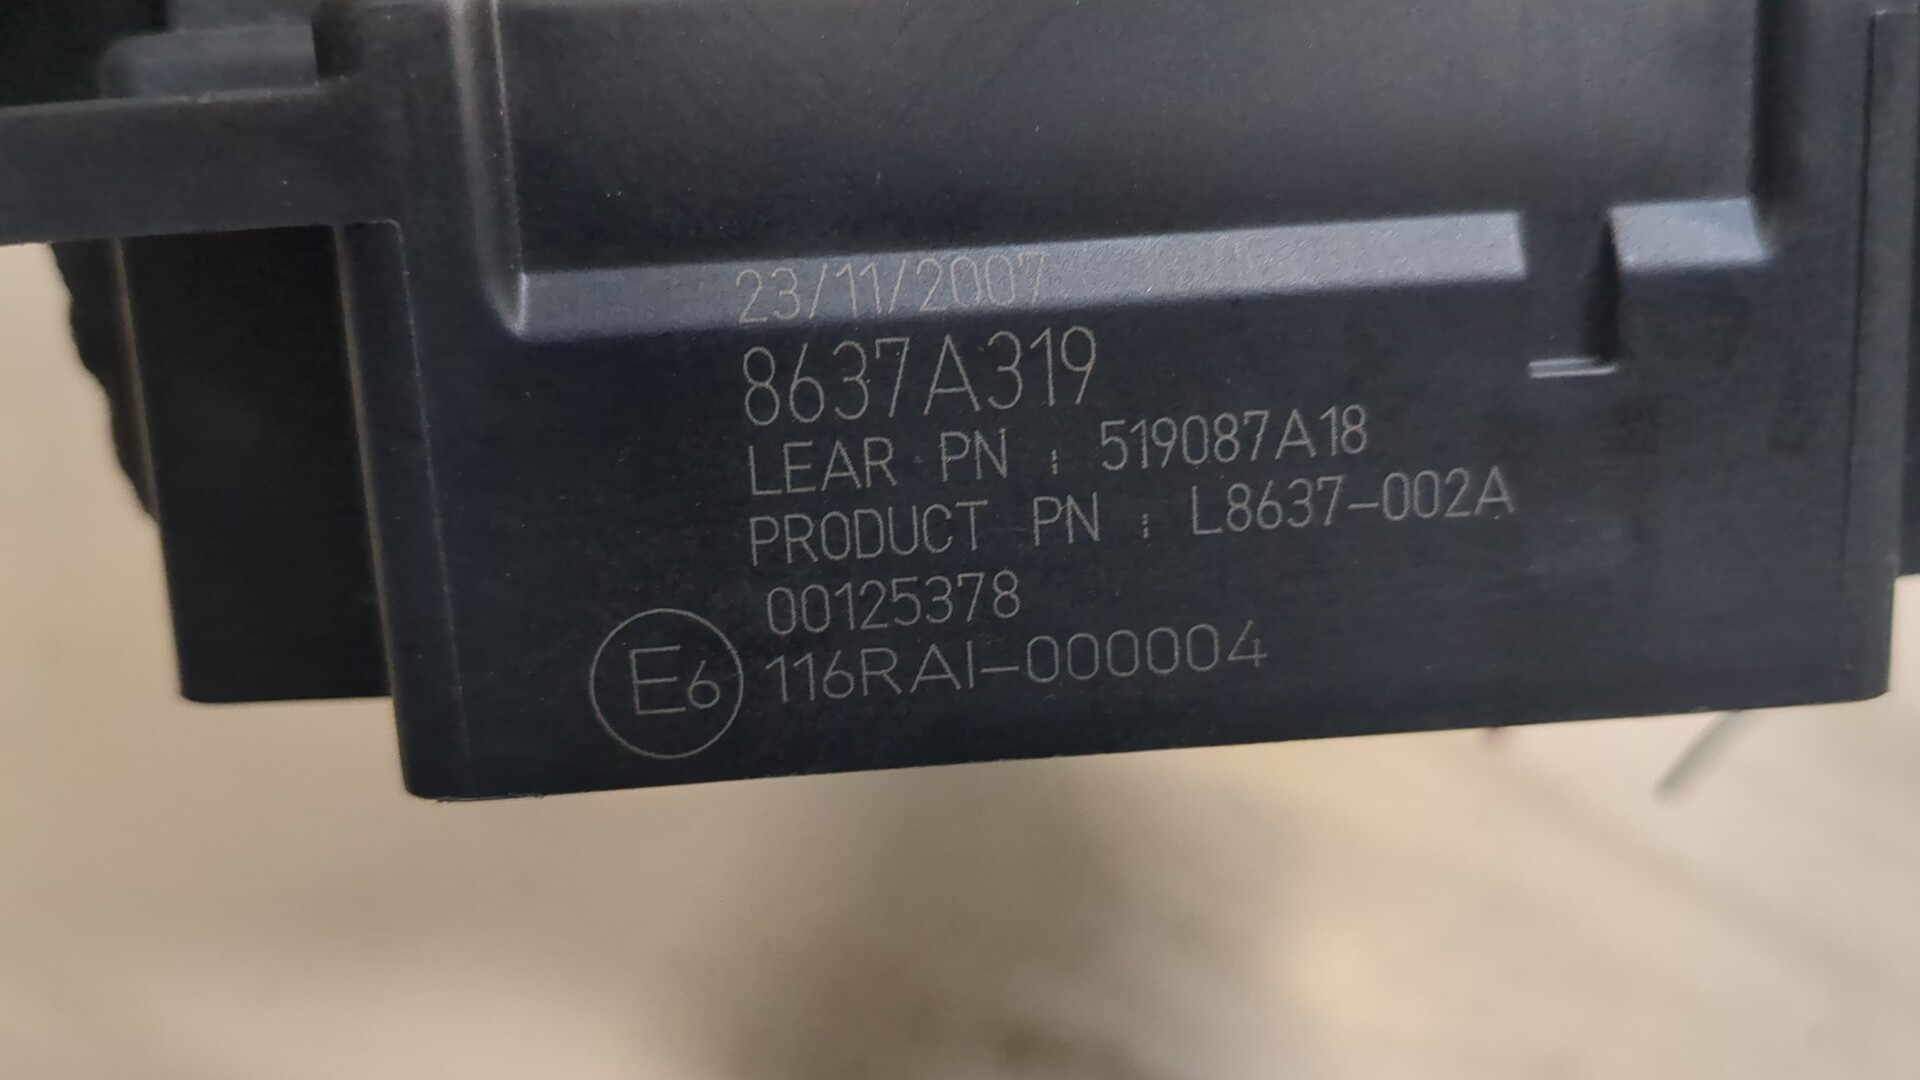 23/11/2007
8637A319
LEAR PN : 519087A18
PRODUCT PN : L8637-002A
00125378
E6 116RAI-000004